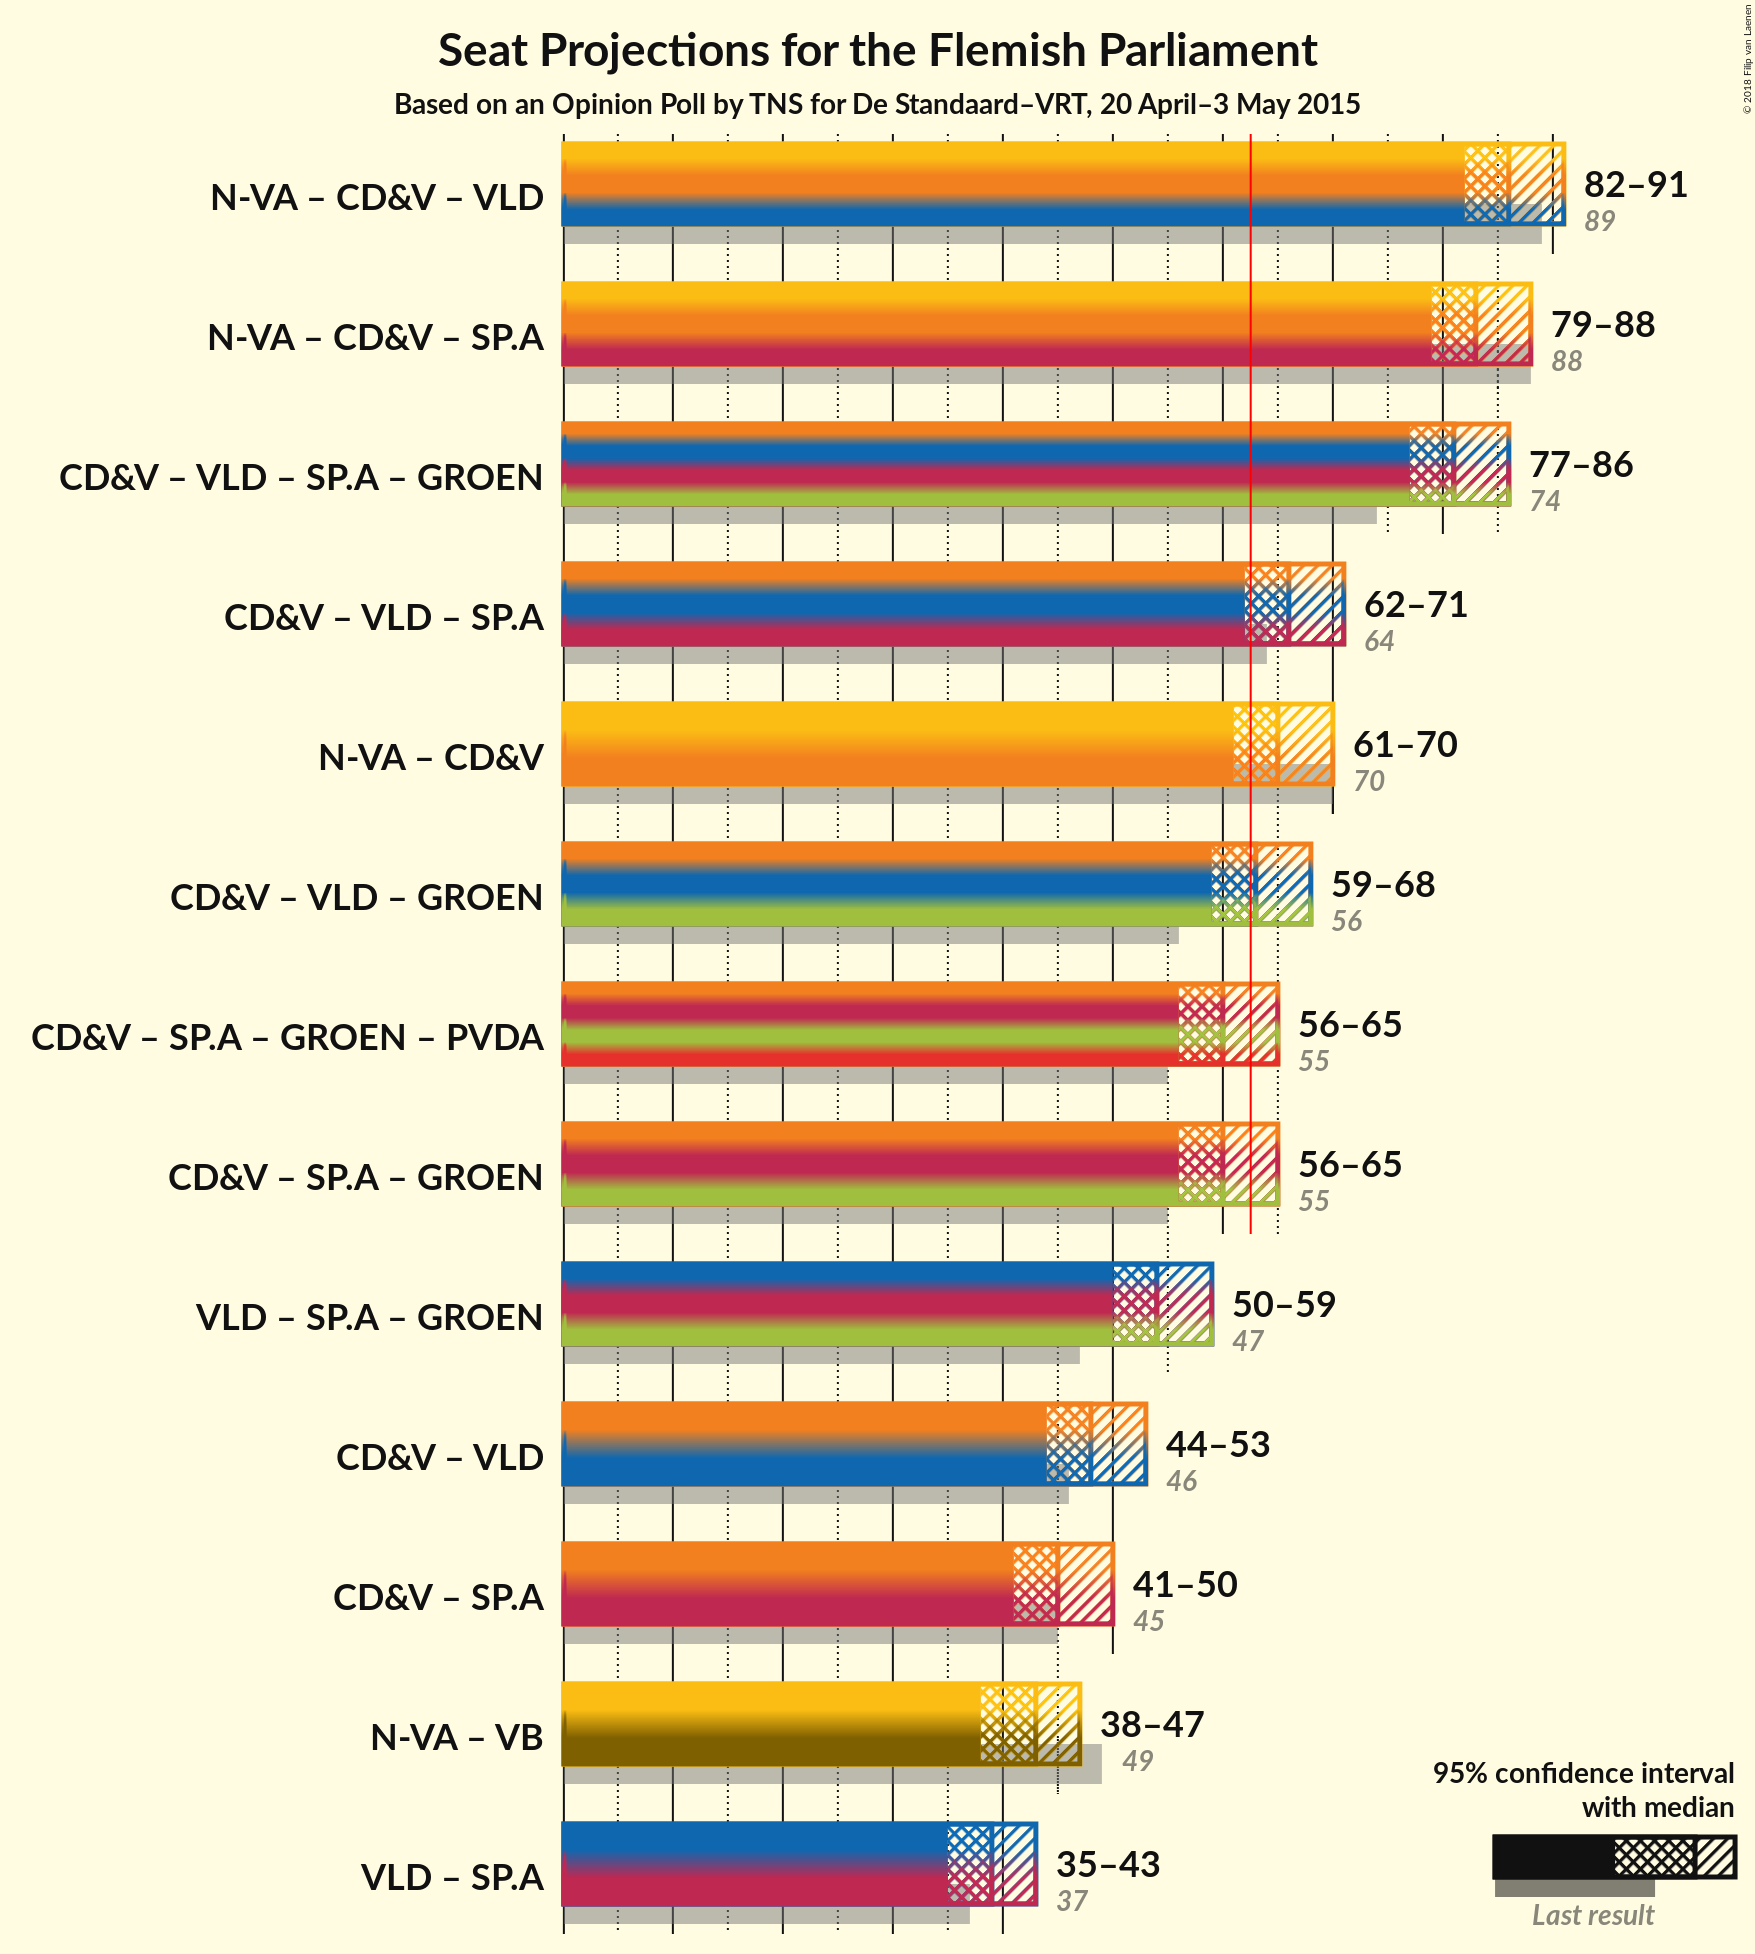 Seat Projections for the Flemish Parliament
Based on an Opinion Poll by TNS for De Standaard–VRT, 20 April–3 May 2015
© 2018 Filip van Laenen
N-VA – CD&V – VLD
82–91
89
N-VA – CD&V – SP.A
79–88
88
CD&V – VLD – SP.A – GROEN
77–86
74
CD&V – VLD – SP.A
62–71
64
N-VA – CD&V
61–70
70
CD&V – VLD – GROEN
59–68
56
CD&V – SP.A – GROEN – PVDA
56–65
55
CD&V – SP.A – GROEN
56–65
55
VLD – SP.A – GROEN
50–59
47
CD&V – VLD
44–53
46
CD&V – SP.A
41–50
45
N-VA – VB
38–47
49
VLD – SP.A
35–43
37
95% confidence interval
with median
Last result